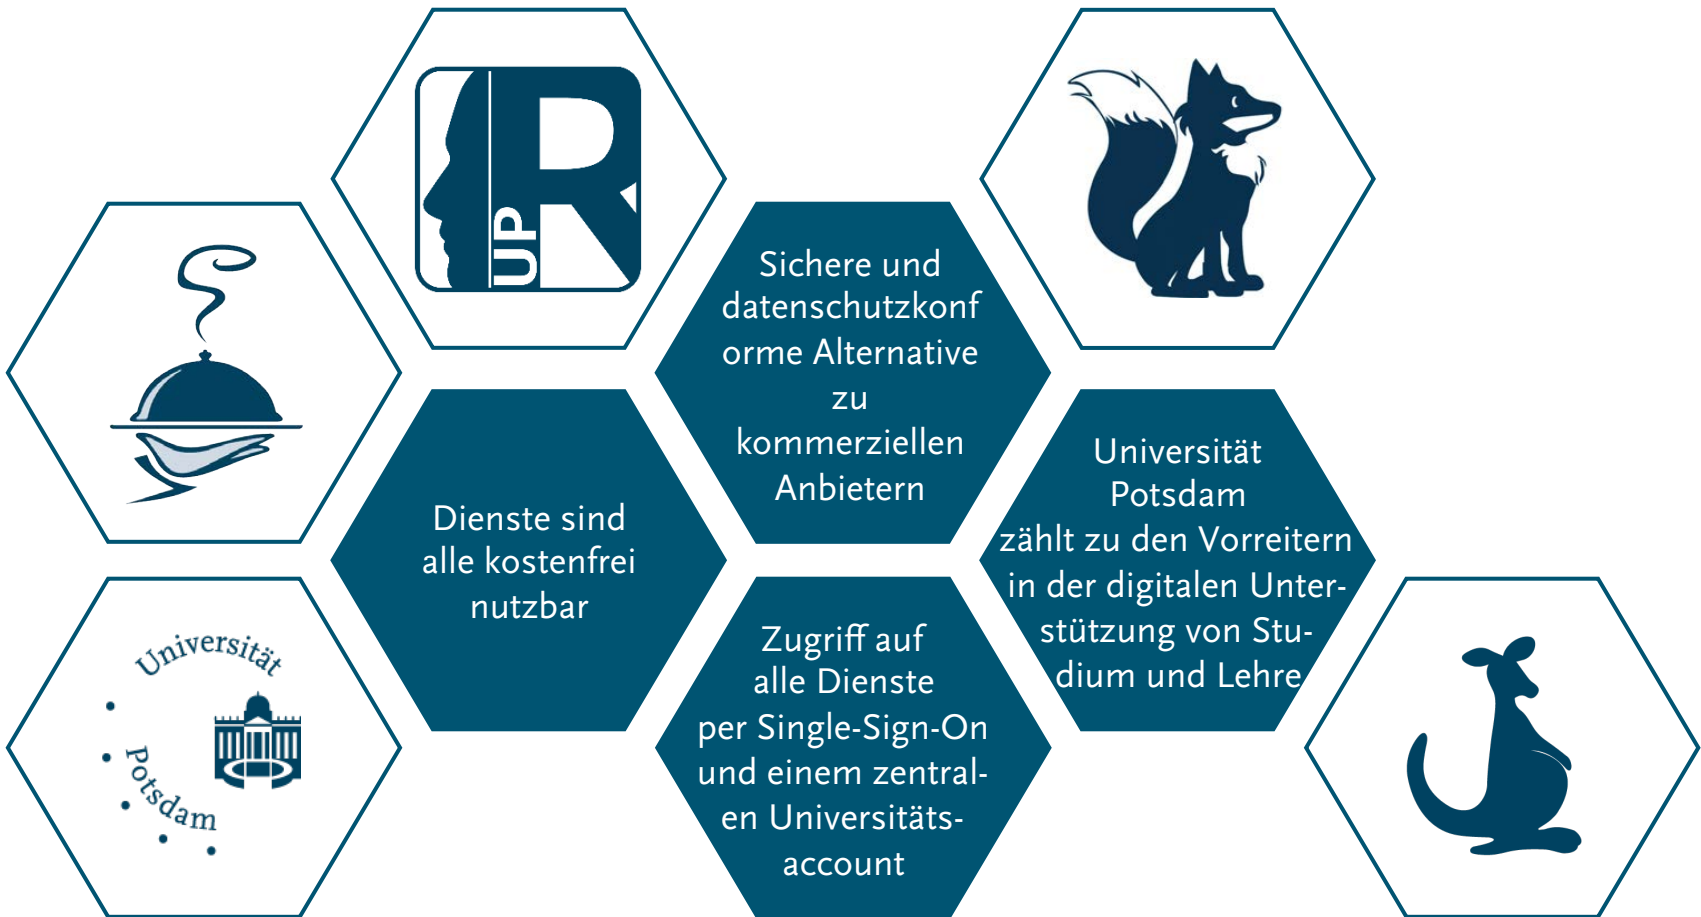 UP
R
Sichere und
datenschutzkonf
orme Alternative
zu
kommerziellen
Anbietern
Dienste sind
alle kostenfrei
nutzbar
Universität
Potsdam
zählt zu den Vorreitern
in der digitalen Unter-
stützung von Stu-
dium und Lehre
Universität
Potsdam
Zugriff auf
alle Dienste
per Single-Sign-On
und einem zentral-
en Universitäts-
account